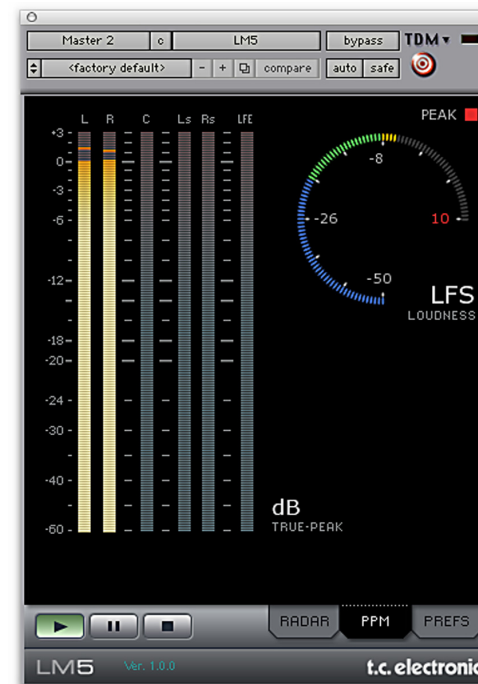 Master 2 c LM5 bypass TDM
<factory default> - + compare auto safe
PEAK
L R C Ls Rs LFE
+3
0
-3
-6
-12
-18
-20
-24
-30
-40
-60
-8
-26
10
-50
LFS
LOUDNESS
dB
TRUE-PEAK
RADAR PPM PREFS
LM5 Ver. 1.0.0 t.c. electronic